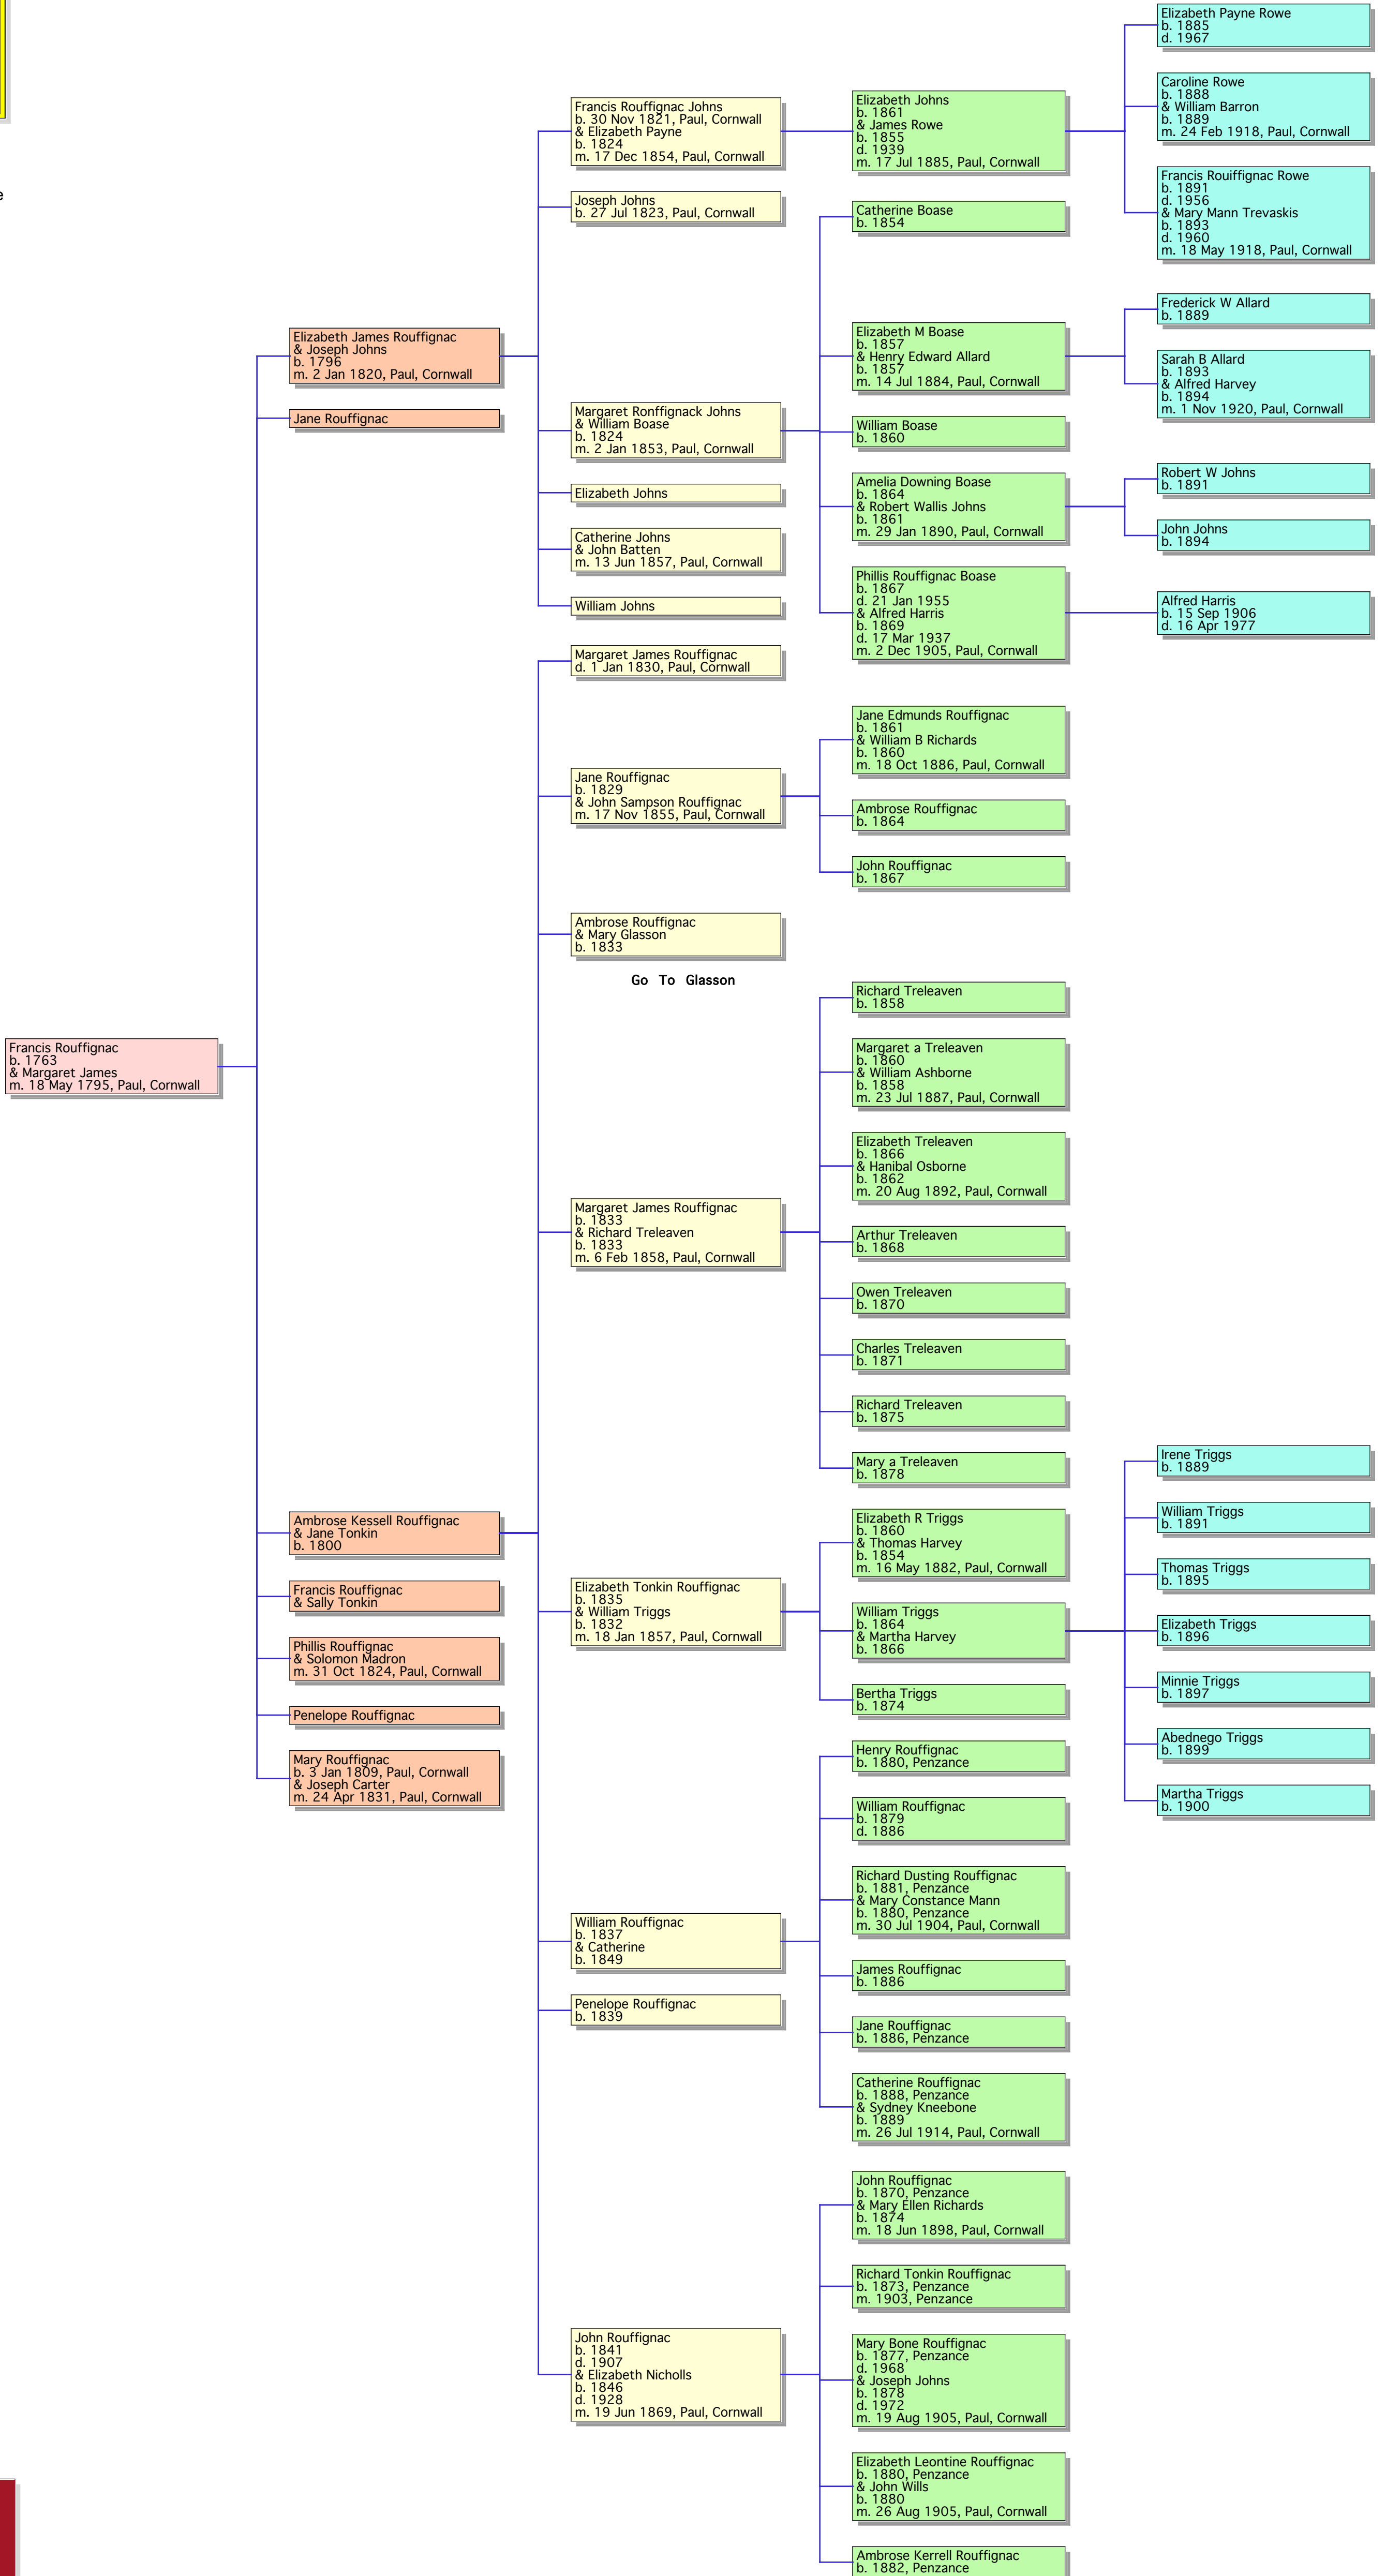 e
Francis Rouffignac
b. 1763
& Margaret James
m. 18 May 1795, Paul, Cornwall
Elizabeth James Rouffignac
& Joseph Johns
b. 1796
m. 2 Jan 1820, Paul, Cornwall
Jane Rouffignac
Ambrose Kessell Rouffignac
& Jane Tonkin
b. 1800
Francis Rouffignac
& Sally Tonkin
Phillis Rouffignac
& Solomon Madron
m. 31 Oct 1824, Paul, Cornwall
Penelope Rouffignac
Mary Rouffignac
b. 3 Jan 1809, Paul, Cornwall
& Joseph Carter
m. 24 Apr 1831, Paul, Cornwall
Francis Rouffignac Johns
b. 30 Nov 1821, Paul, Cornwall
& Elizabeth Payne
b. 1824
m. 17 Dec 1854, Paul, Cornwall
Joseph Johns
b. 27 Jul 1823, Paul, Cornwall
Margaret Ronffignack Johns
& William Boase
b. 1824
m. 2 Jan 1853, Paul, Cornwall
Elizabeth Johns
Catherine Johns
& John Batten
m. 13 Jun 1857, Paul, Cornwall
William Johns
Margaret James Rouffignac
d. 1 Jan 1830, Paul, Cornwall
Jane Rouffignac
b. 1829
& John Sampson Rouffignac
m. 17 Nov 1855, Paul, Cornwall
Ambrose Rouffignac
& Mary Glasson
b. 1833
Go To Glasson
Margaret James Rouffignac
b. 1833
& Richard Treleaven
b. 1833
m. 6 Feb 1858, Paul, Cornwall
Elizabeth Tonkin Rouffignac
b. 1835
& William Triggs
b. 1832
m. 18 Jan 1857, Paul, Cornwall
William Rouffignac
b. 1837
& Catherine
b. 1849
Penelope Rouffignac
b. 1839
John Rouffignac
b. 1841
d. 1907
& Elizabeth Nicholls
b. 1846
d. 1928
m. 19 Jun 1869, Paul, Cornwall
Elizabeth Johns
b. 1861
& James Rowe
b. 1855
d. 1939
m. 17 Jul 1885, Paul, Cornwall
Catherine Boase
b. 1854
Elizabeth M Boase
b. 1857
& Henry Edward Allard
b. 1857
m. 14 Jul 1884, Paul, Cornwall
William Boase
b. 1860
Amelia Downing Boase
b. 1864
& Robert Wallis Johns
b. 1861
m. 29 Jan 1890, Paul, Cornwall
Phillis Rouffignac Boase
b. 1867
d. 21 Jan 1955
& Alfred Harris
b. 1869
d. 17 Mar 1937
m. 2 Dec 1905, Paul, Cornwall
Jane Edmunds Rouffignac
b. 1861
& William B Richards
b. 1860
m. 18 Oct 1886, Paul, Cornwall
Ambrose Rouffignac
b. 1864
John Rouffignac
b. 1867
Richard Treleaven
b. 1858
Margaret a Treleaven
b. 1860
& William Ashborne
b. 1858
m. 23 Jul 1887, Paul, Cornwall
Elizabeth Treleaven
b. 1866
& Hanibal Osborne
b. 1862
m. 20 Aug 1892, Paul, Cornwall
Arthur Treleaven
b. 1868
Owen Treleaven
b. 1870
Charles Treleaven
b. 1871
Richard Treleaven
b. 1875
Mary a Treleaven
b. 1878
Elizabeth R Triggs
b. 1860
& Thomas Harvey
b. 1854
m. 16 May 1882, Paul, Cornwall
William Triggs
b. 1864
& Martha Harvey
b. 1866
Bertha Triggs
b. 1874
Henry Rouffignac
b. 1880, Penzance
William Rouffignac
b. 1879
d. 1886
Richard Dusting Rouffignac
b. 1881, Penzance
& Mary Constance Mann
b. 1880, Penzance
m. 30 Jul 1904, Paul, Cornwall
James Rouffignac
b. 1886
Jane Rouffignac
b. 1886, Penzance
Catherine Rouffignac
b. 1888, Penzance
& Sydney Kneebone
b. 1889
m. 26 Jul 1914, Paul, Cornwall
John Rouffignac
b. 1870, Penzance
& Mary Ellen Richards
b. 1874
m. 18 Jun 1898, Paul, Cornwall
Richard Tonkin Rouffignac
b. 1873, Penzance
m. 1903, Penzance
Mary Bone Rouffignac
b. 1877, Penzance
d. 1968
& Joseph Johns
b. 1878
d. 1972
m. 19 Aug 1905, Paul, Cornwall
Elizabeth Leontine Rouffignac
b. 1880, Penzance
& John Wills
b. 1880
m. 26 Aug 1905, Paul, Cornwall
Ambrose Kerrell Rouffignac
b. 1882, Penzance
Elizabeth Payne Rowe
b. 1885
d. 1967
Caroline Rowe
b. 1888
& William Barron
b. 1889
m. 24 Feb 1918, Paul, Cornwall
Francis Rouiffignac Rowe
b. 1891
d. 1956
& Mary Mann Trevaskis
b. 1893
d. 1960
m. 18 May 1918, Paul, Cornwall
Frederick W Allard
b. 1889
Sarah B Allard
b. 1893
& Alfred Harvey
b. 1894
m. 1 Nov 1920, Paul, Cornwall
Robert W Johns
b. 1891
John Johns
b. 1894
Alfred Harris
b. 15 Sep 1906
d. 16 Apr 1977
Irene Triggs
b. 1889
William Triggs
b. 1891
Thomas Triggs
b. 1895
Elizabeth Triggs
b. 1896
Minnie Triggs
b. 1897
Abednego Triggs
b. 1899
Martha Triggs
b. 1900